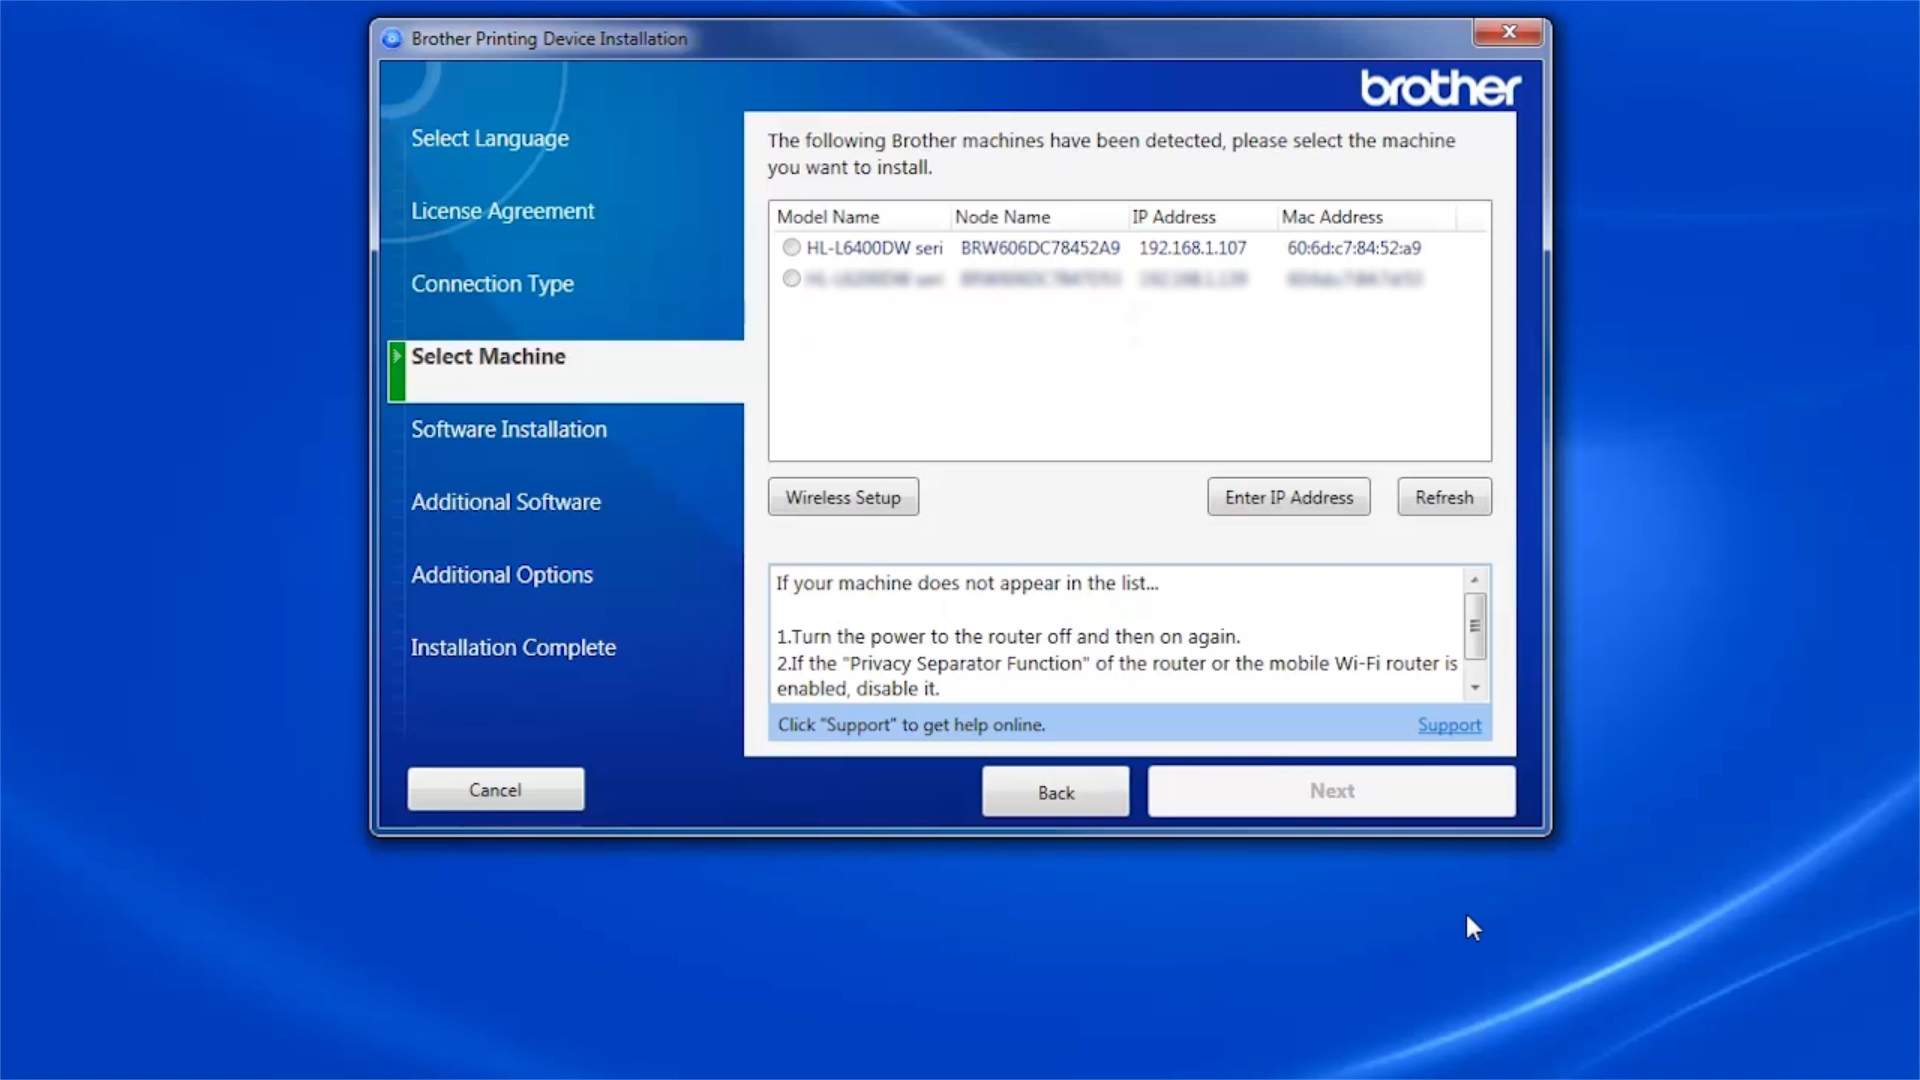 Brother Printing Device Installation
brother
Select Language
License Agreement
Connection Type
Select Machine
Software Installation
Additional Software
Additional Options
Installation Complete
The following Brother machines have been detected, please select the machine
you want to install.
Model Name Node Name IP Address Mac Address
HL-L6400DW seri BRW606DC78452A9 192.168.1.107 60:6d:c7:84:52:a9
Wireless Setup Enter IP Address Refresh
If your machine does not appear in the list...
1.Turn the power to the router off and then on again.
2.If the "Privacy Separator Function" of the router or the mobile Wi-Fi router is
enabled, disable it.
Click "Support" to get help online. Support
Cancel Back Next